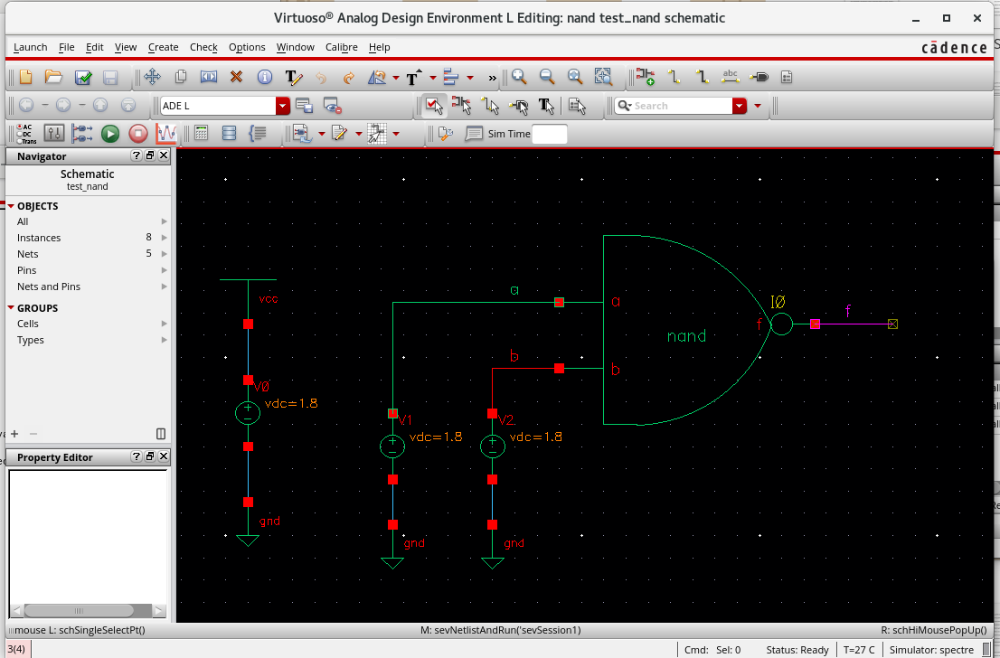 Virtuoso® Analog Design Environment L Editing: nand test_nand schematic
Launch File Edit View Create Check Options Window Calibre Help
cādence
T T
abc
ADE L
T
Search
AC
DC
Trans
Sim Time
Navigator
Schematic
test_nand
OBJECTS
All
Instances 8
Nets 5
Pins
Nets and Pins
GROUPS
Cells
Types
Property Editor
vcc
V0
vdc=1.8
gnd
a
V1
vdc=1.8
gnd
b
V2
vdc=1.8
gnd
a
b
nand
f
I0
f
mouse L: schSingleSelectPt() M: sevNetlistAndRun('sevSession1) R: schHiMousePopUp()
3(4) Cmd: Sel: 0 Status: Ready T=27 C Simulator: spectre